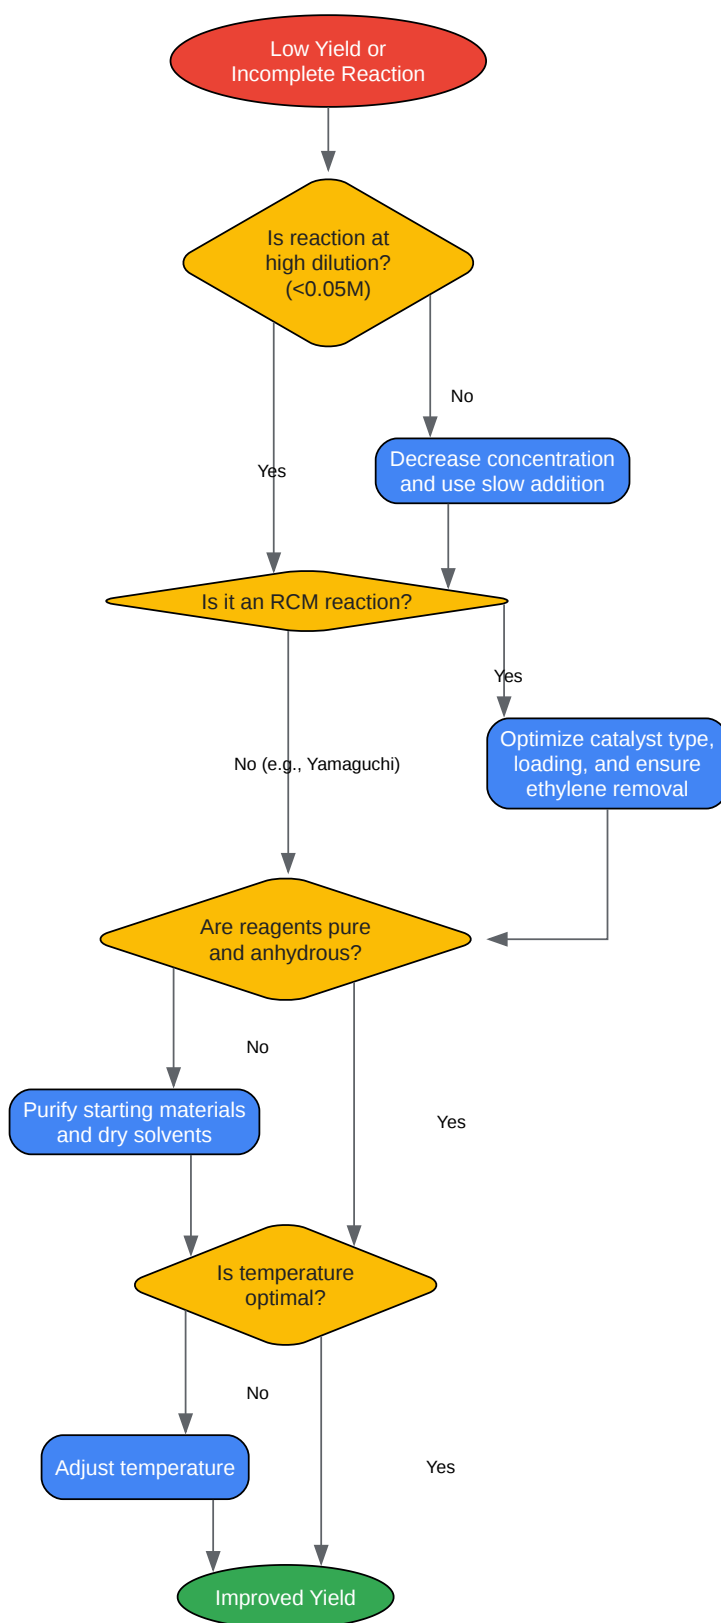 Low Yield or
Incomplete Reaction
Is reaction at
high dilution?
(<0.05M)
No
Decrease concentration
and use slow addition
Yes
Is it an RCM reaction?
Yes
Optimize catalyst type,
loading, and ensure
ethylene removal
No (e.g., Yamaguchi)
Are reagents pure
and anhydrous?
No
Purify starting materials
and dry solvents
Yes
Is temperature
optimal?
No
Adjust temperature
Yes
Improved Yield